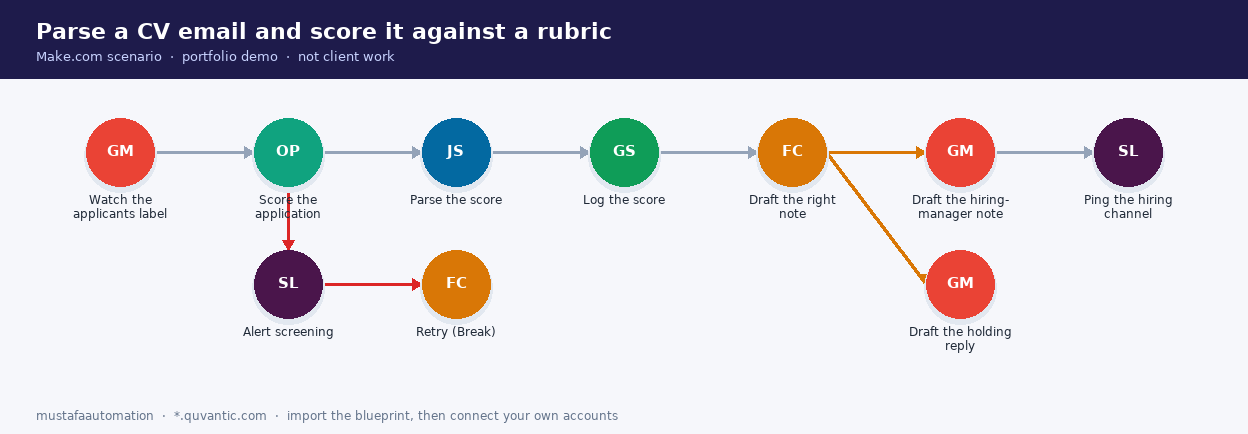 Parse a CV email and score it against a rubric
Make.com scenario · portfolio demo · not client work
GM
OP
JS
GS
FC
GM
SL
Watch the
applicants label
Score the
application
Parse the score
Log the score
Draft the right
note
Draft the hiring-
manager note
Ping the hiring
channel
SL
FC
GM
Alert screening
Retry (Break)
Draft the holding
reply
mustafaautomation · *.quvantic.com · import the blueprint, then connect your own accounts